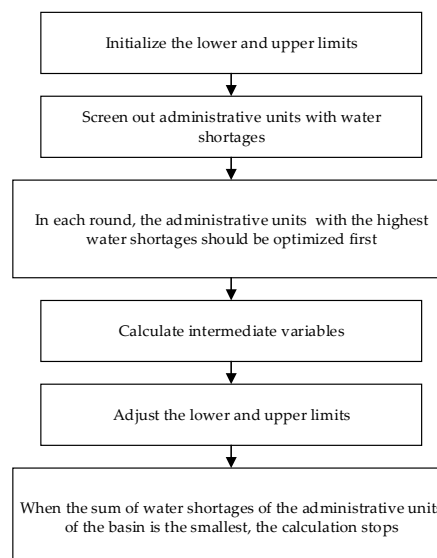 Initialize the lower and upper limits
Screen out administrative units with water
shortages
In each round, the administrative units with the highest
water shortages should be optimized first
Calculate intermediate variables
Adjust the lower and upper limits
When the sum of water shortages of the administrative units
of the basin is the smallest, the calculation stops